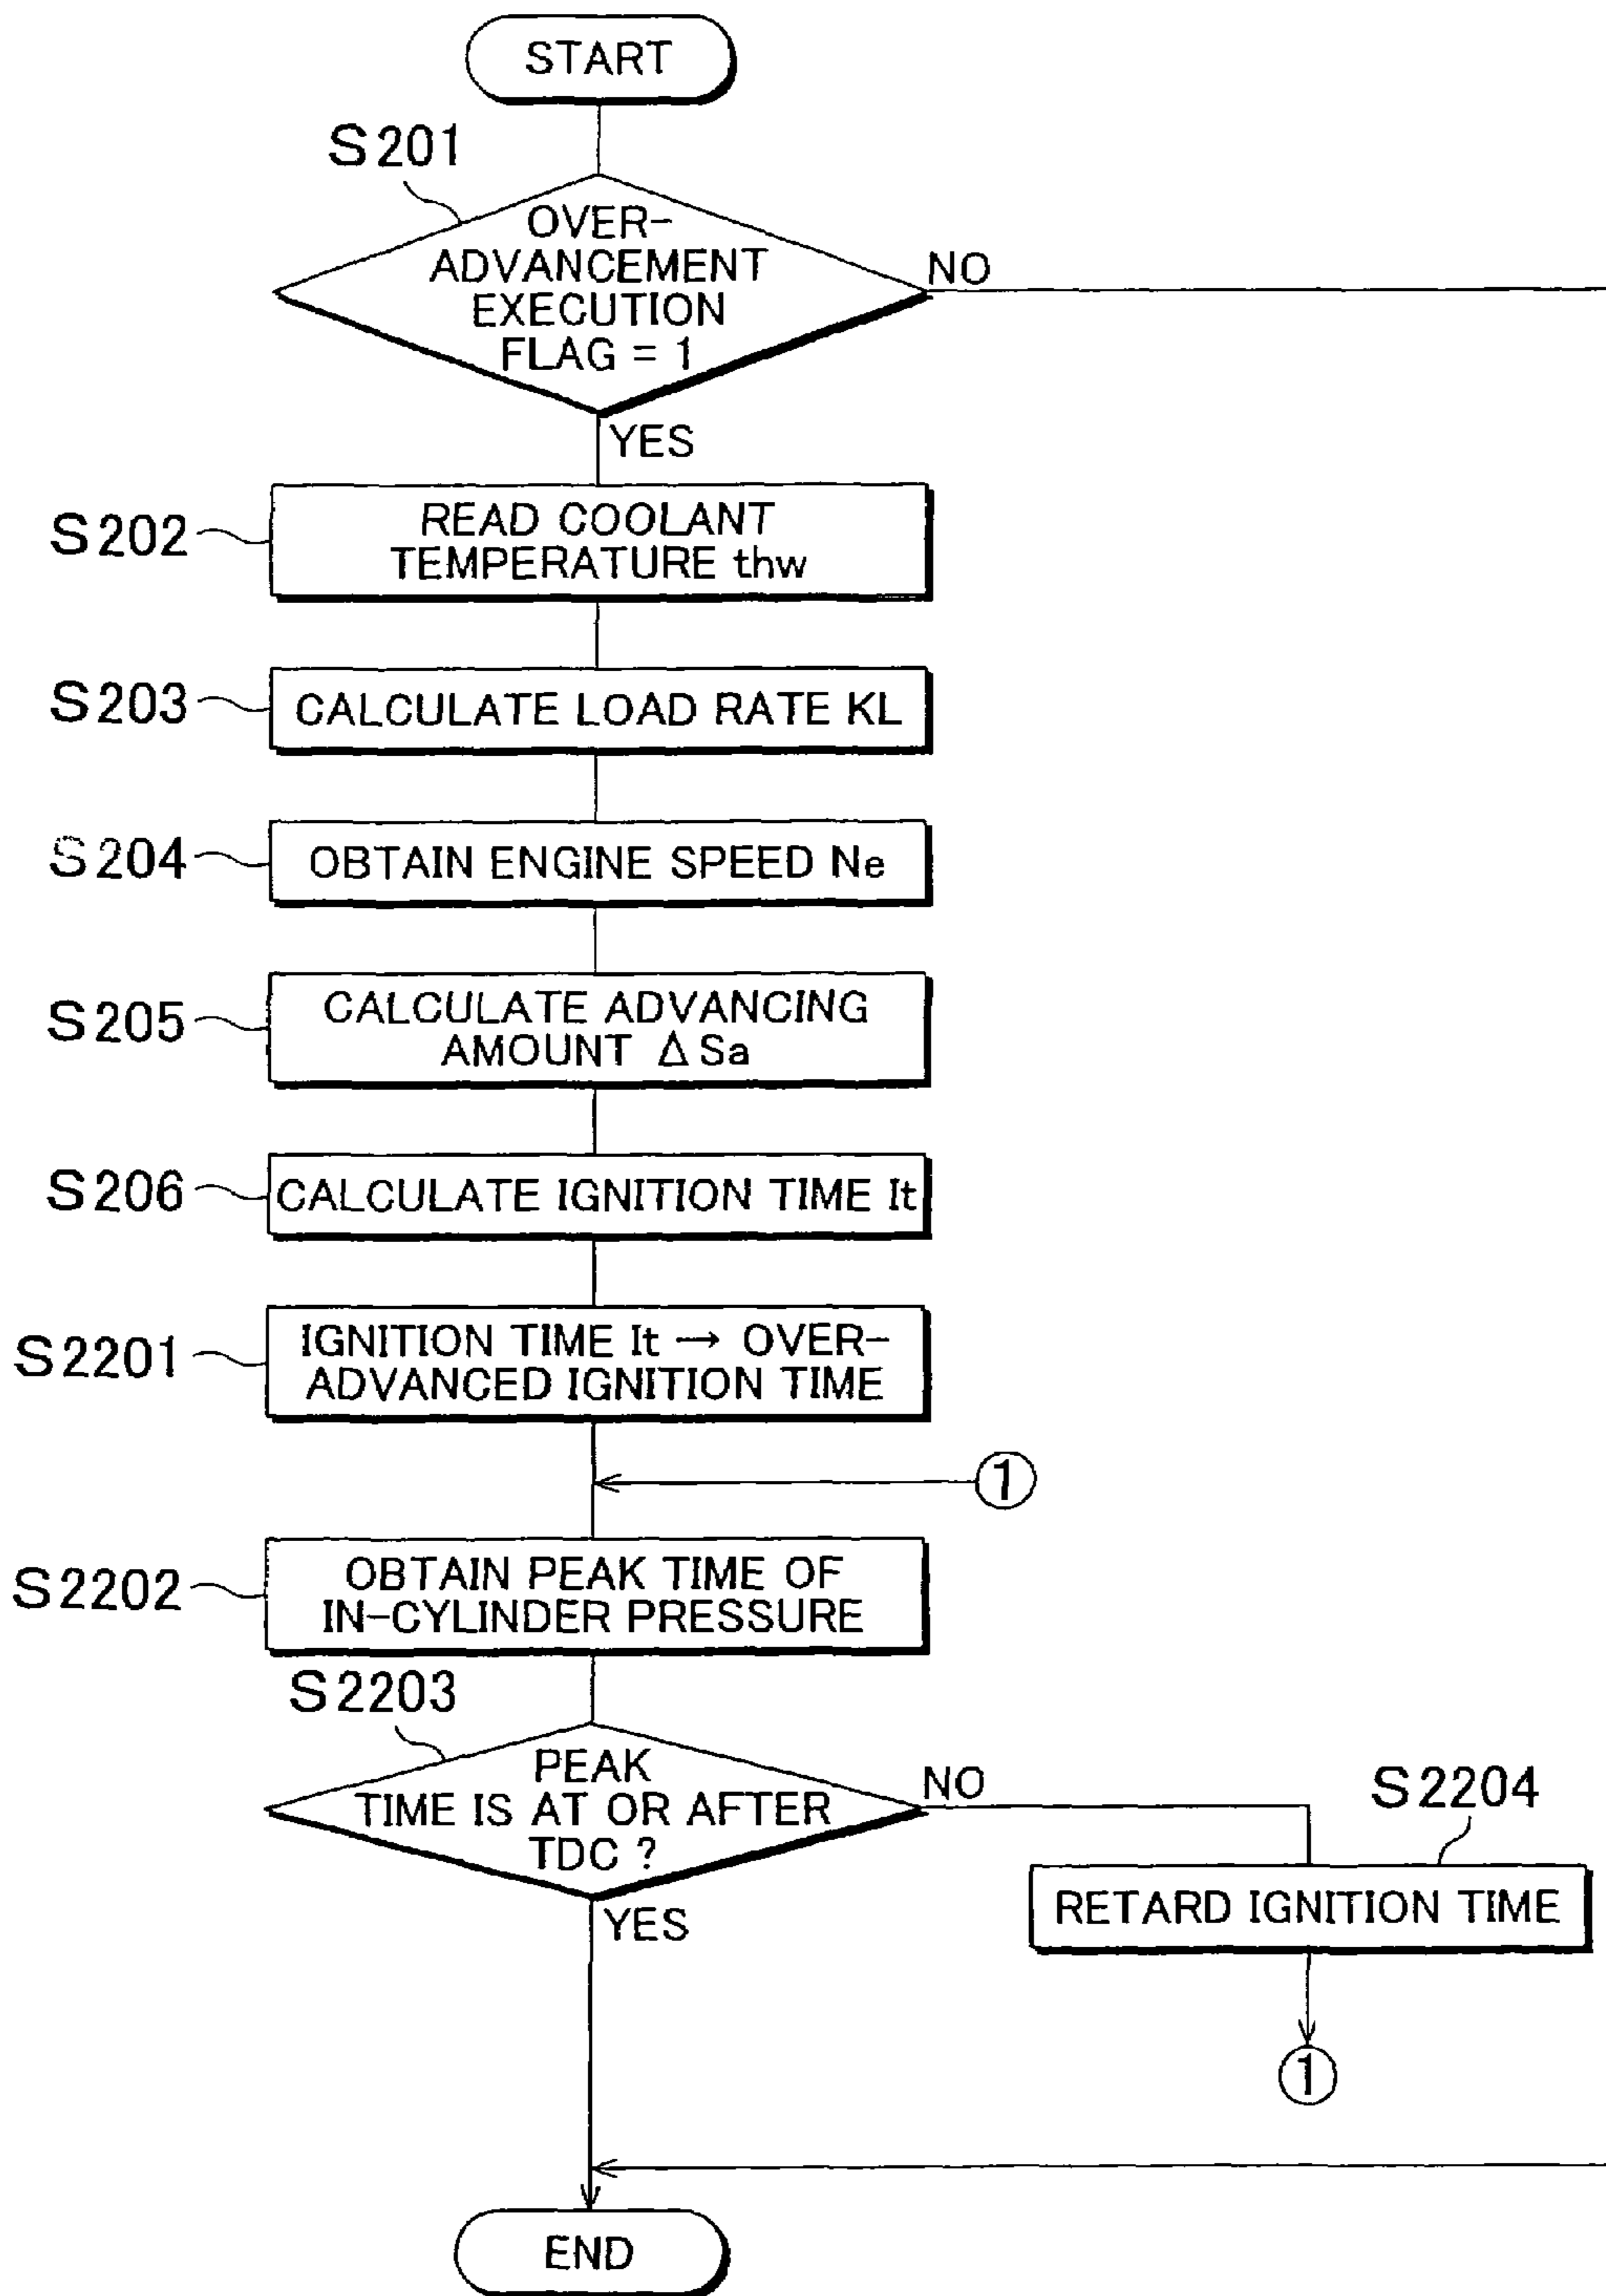 START
S201
OVER-
ADVANCEMENT
EXECUTION
FLAG = 1
NO
YES
S202
READ COOLANT
TEMPERATURE thw
S203
CALCULATE LOAD RATE KL
S204
OBTAIN ENGINE SPEED Ne
S205
CALCULATE ADVANCING
AMOUNT Δ Sa
S206
CALCULATE IGNITION TIME It
S2201
IGNITION TIME It → OVER-
ADVANCED IGNITION TIME
1
S2202
OBTAIN PEAK TIME OF
IN-CYLINDER PRESSURE
S2203
PEAK
TIME IS AT OR AFTER
TDC ?
NO
YES
S2204
RETARD IGNITION TIME
1
END